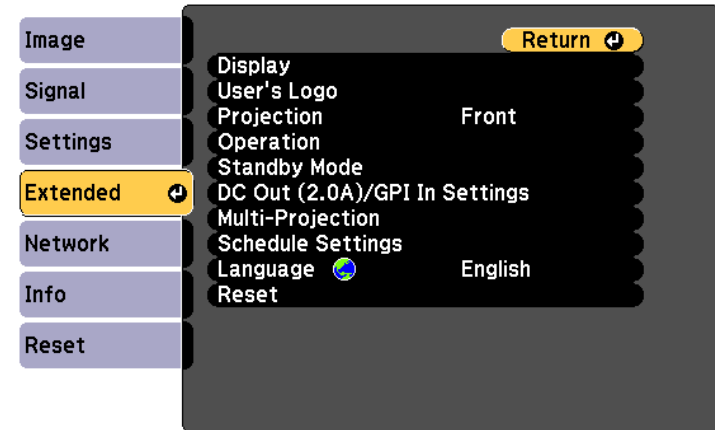 Image
Signal
Settings
Extended
Network
Info
Reset
Return
Display
User's Logo
Projection Front
Operation
Standby Mode
DC Out (2.0A)/GPI In Settings
Multi-Projection
Schedule Settings
Language English
Reset